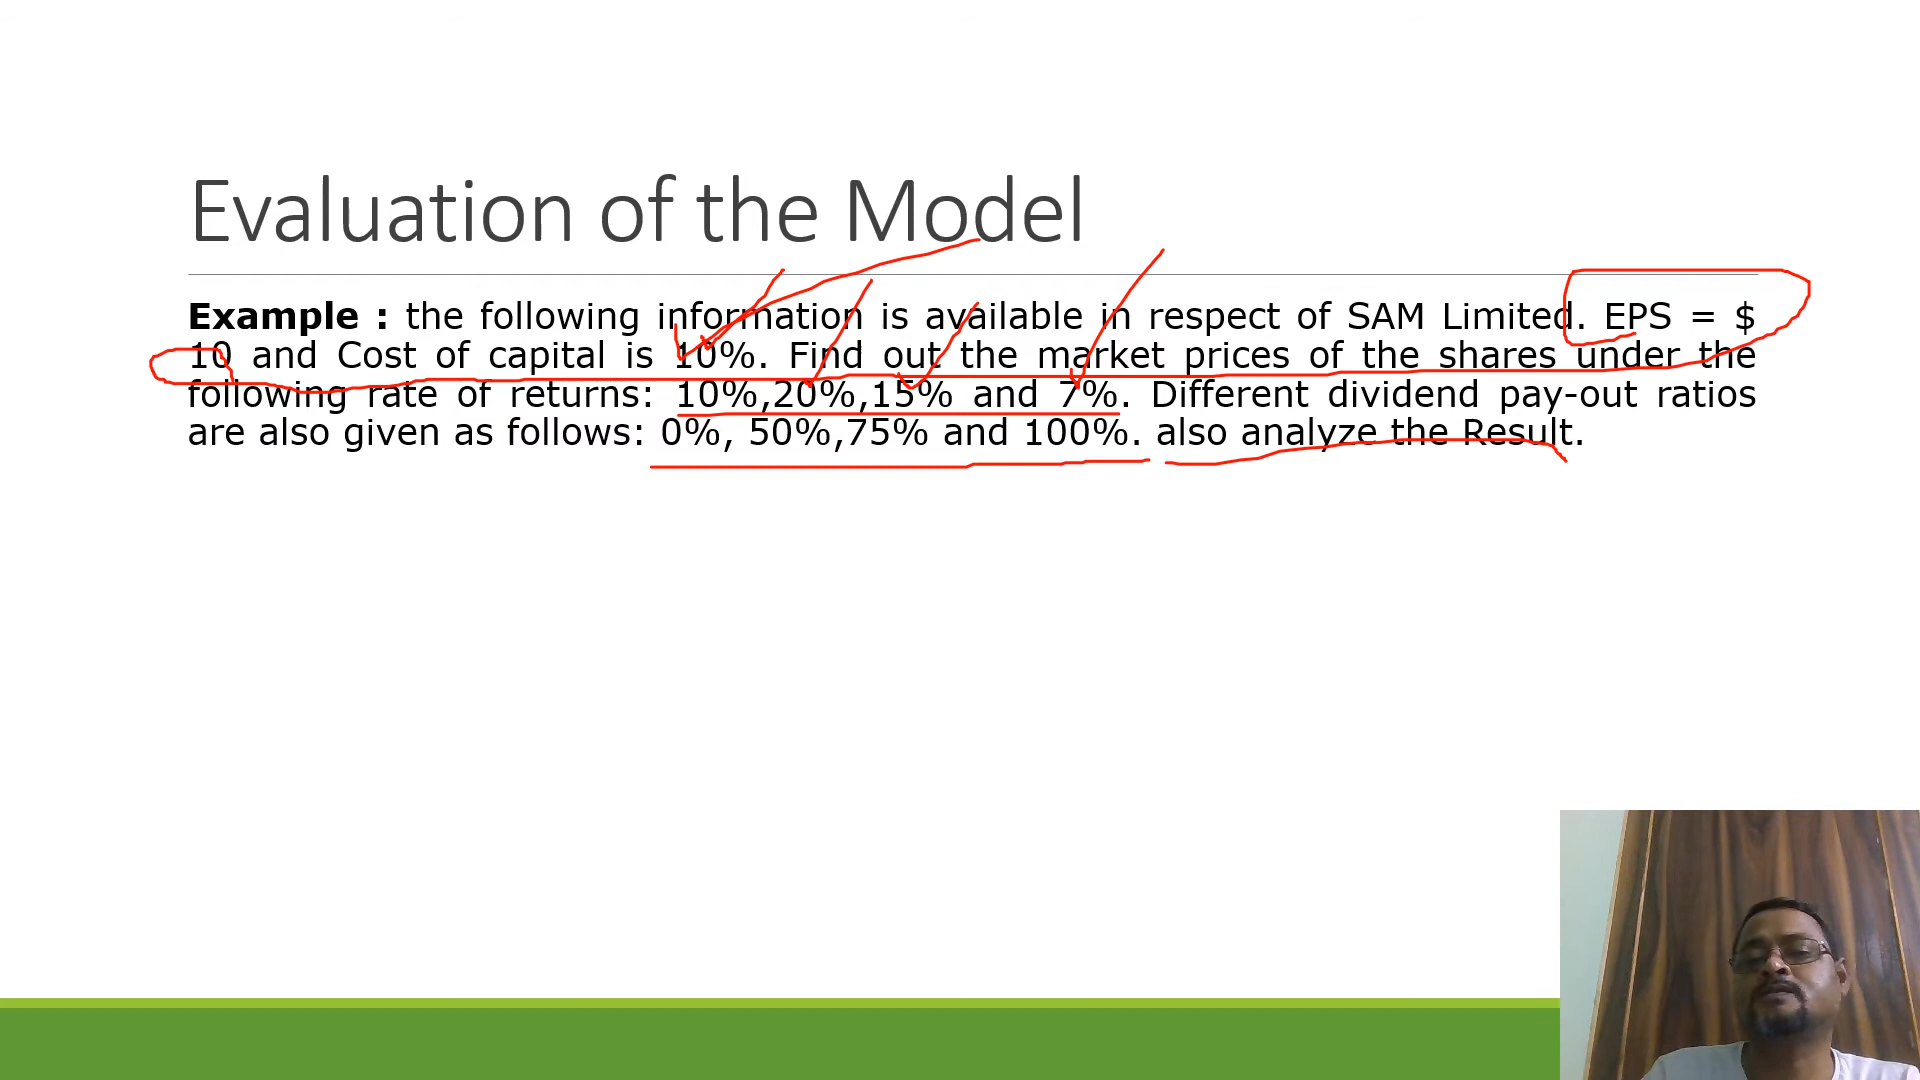 Evaluation of the Model
Example : the following information is available in respect of SAM Limited. EPS = $
10 and Cost of capital is 10%. Find out the market prices of the shares under the
following rate of returns: 10%,20%,15% and 7%. Different dividend pay-out ratios
are also given as follows: 0%, 50%,75% and 100%. also analyze the Result.